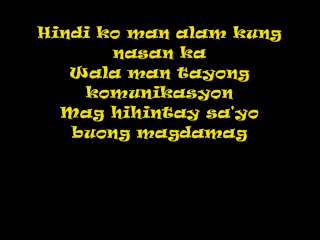 Hindi ko man alam kung
nasan ka
Wala man tayong
komunikasyon
Mag hihintay sa'yo
buong magdamag